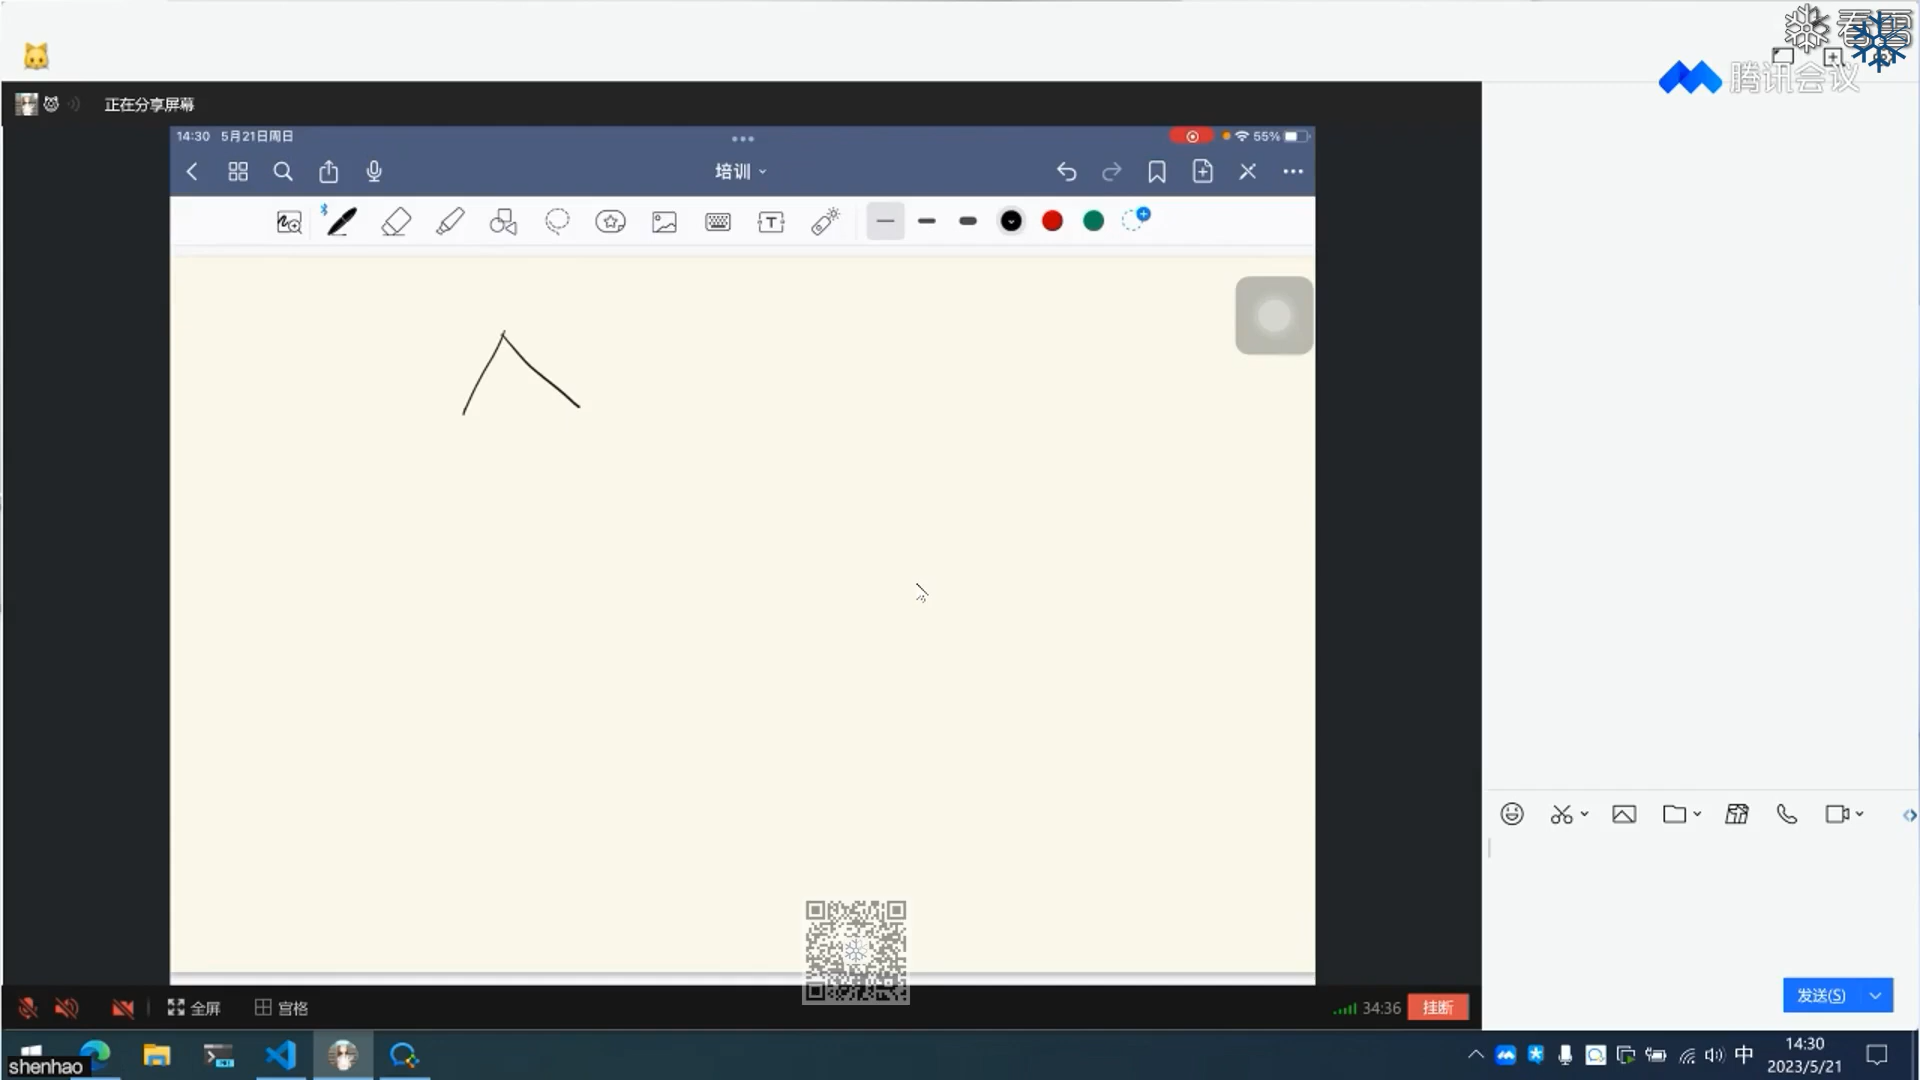 看雪
腾讯会议
正在分享屏幕
14:30 5月21日周日
55%
培训
T
全屏
宫格
34:36
挂断
发送(S)
shenhao
中
14:30
2023/5/21